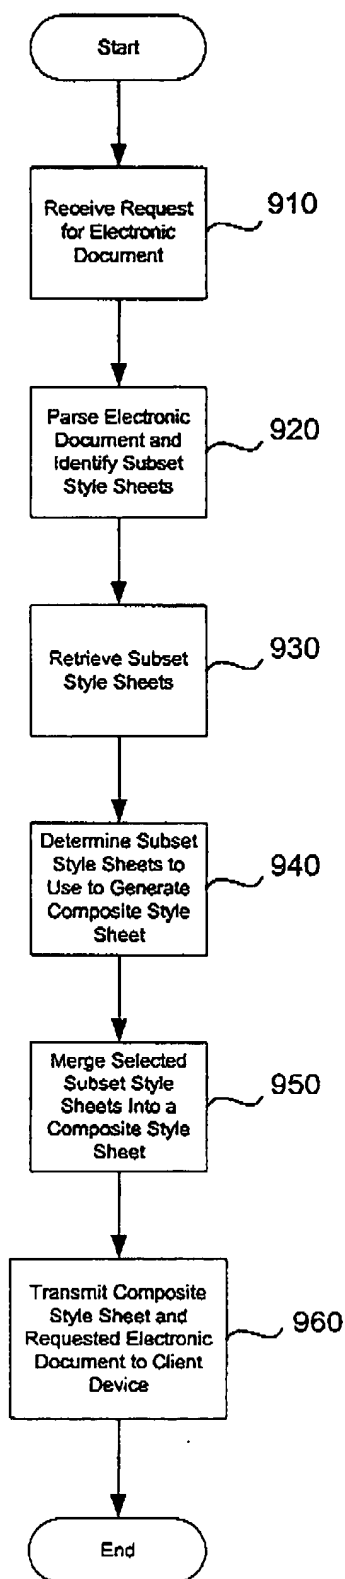 Start
Receive Request
for Electronic
Document
910
Parse Electronic
Document and
Identify Subset
Style Sheets
920
Retrieve Subset
Style Sheets
930
Determine Subset
Style Sheets to
Use to Generate
Composite Style
Sheet
940
Merge Selected
Subset Style
Sheets Into a
Composite Style
Sheet
950
Transmit Composite
Style Sheet and
Requested Electronic
Document to Client
Device
960
End